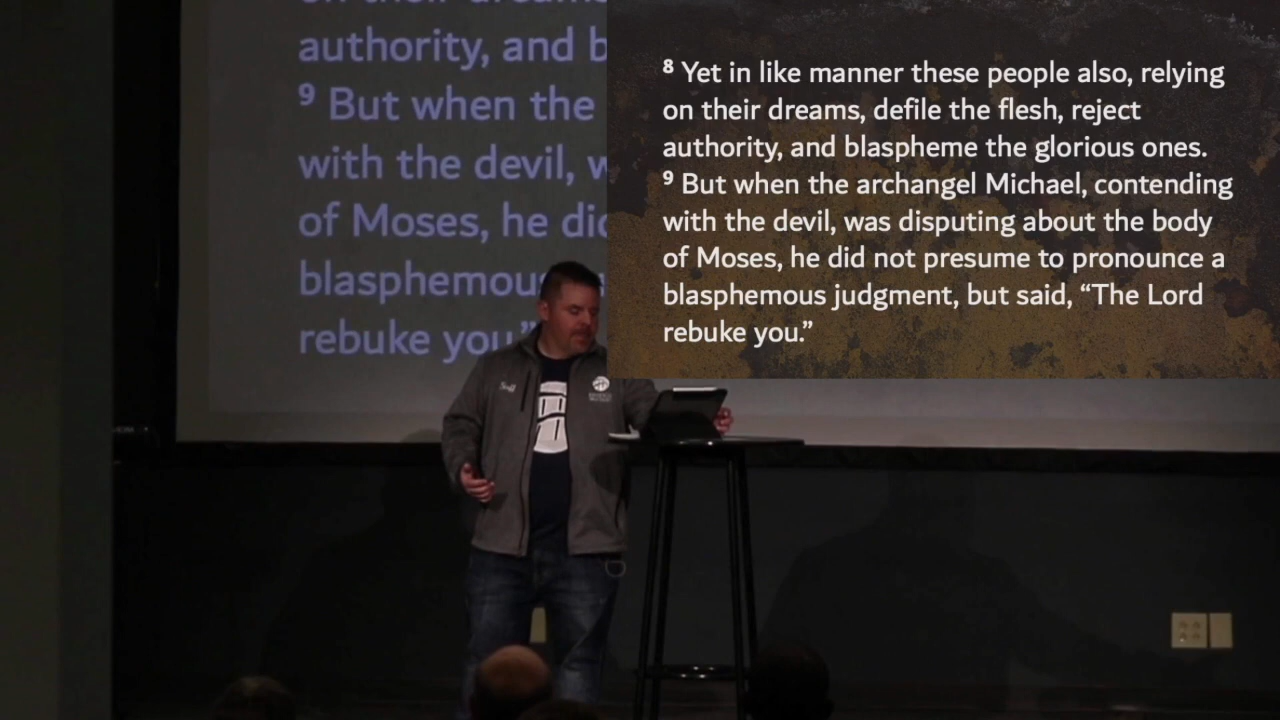 authority, and b
9 But when the
with the devil, w
of Moses, he did
blasphemou
rebuke you”
8 Yet in like manner these people also, relying
on their dreams, defile the flesh, reject
authority, and blaspheme the glorious ones.
9 But when the archangel Michael, contending
with the devil, was disputing about the body
of Moses, he did not presume to pronounce a
blasphemous judgment, but said, “The Lord
rebuke you.”